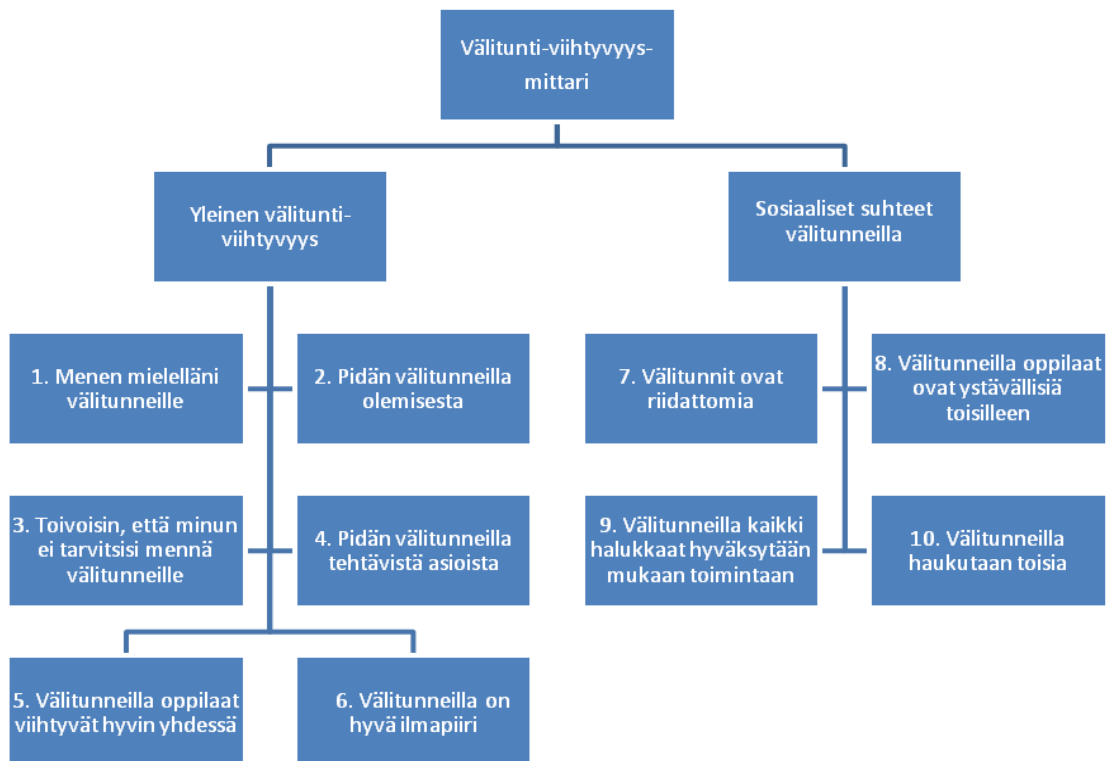 Välitunti-viihtyvyys-
mittari
Yleinen välitunti-
viihtyvyys
Sosiaaliset suhteet
välitunneilla
1. Menen mielelläni
välitunneille
2. Pidän välitunneilla
olemisesta
7. Välitunnit ovat
riidattomia
8. Välitunneilla oppilaat
ovat ystävällisiä
toisilleen
3. Toivoisin, että minun
ei tarvitsisi mennä
välitunneille
4. Pidän välitunneilla
tehtävistä asioista
9. Välitunneilla kaikki
halukkaat hyväksytään
mukaan toimintaan
10. Välitunneilla
haukutaan toisia
5. Välitunneilla oppilaat
viihtyvät hyvin yhdessä
6. Välitunneilla on
hyvä ilmapiiri